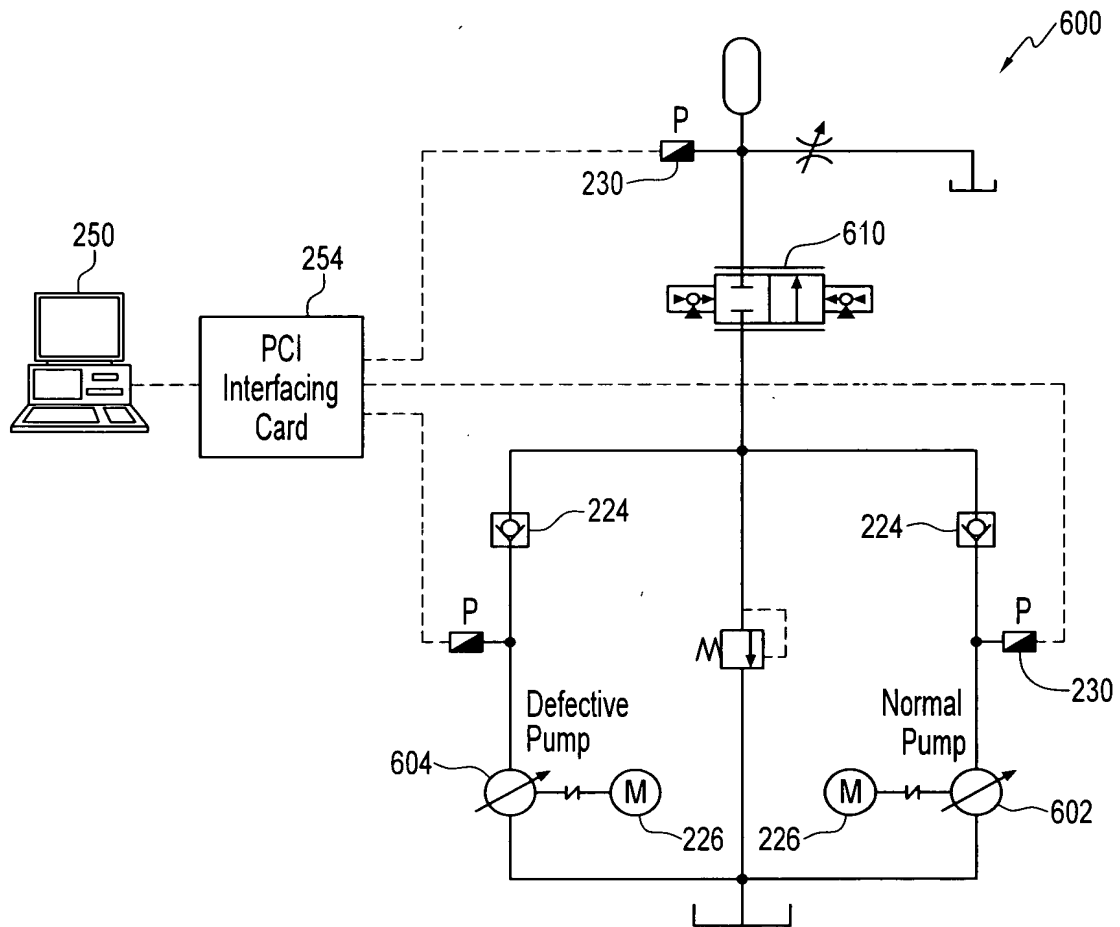 600
P
230
610
250
254
PCI
Interfacing
Card
224
224
P
P
230
Defective
Pump
Normal
Pump
604
M
M
602
226
226